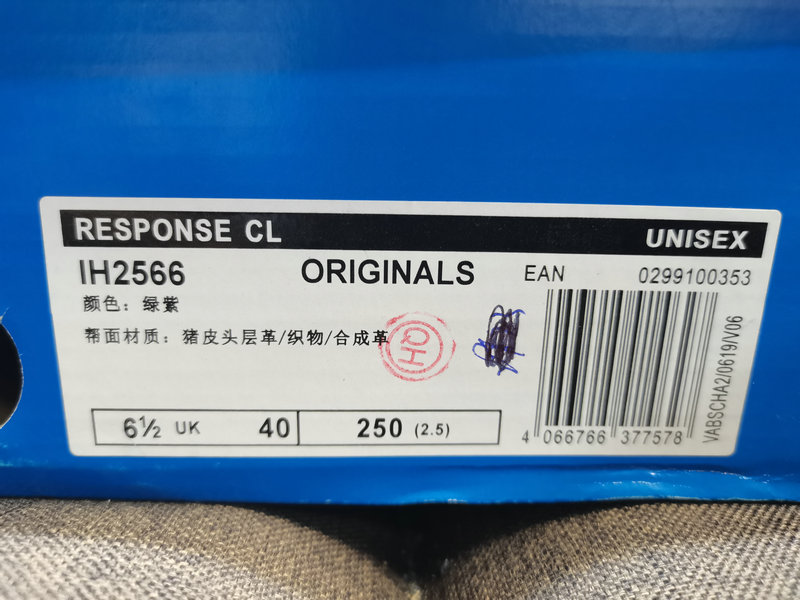 RESPONSE CL UNISEX
IH2566 ORIGINALS EAN 0299100353
颜色：绿紫
帮面材质：猪皮头层革/织物/合成革
QH
6½ UK 40 250 (2.5)
4 066766 377578
VABSCHA2/0619/V06